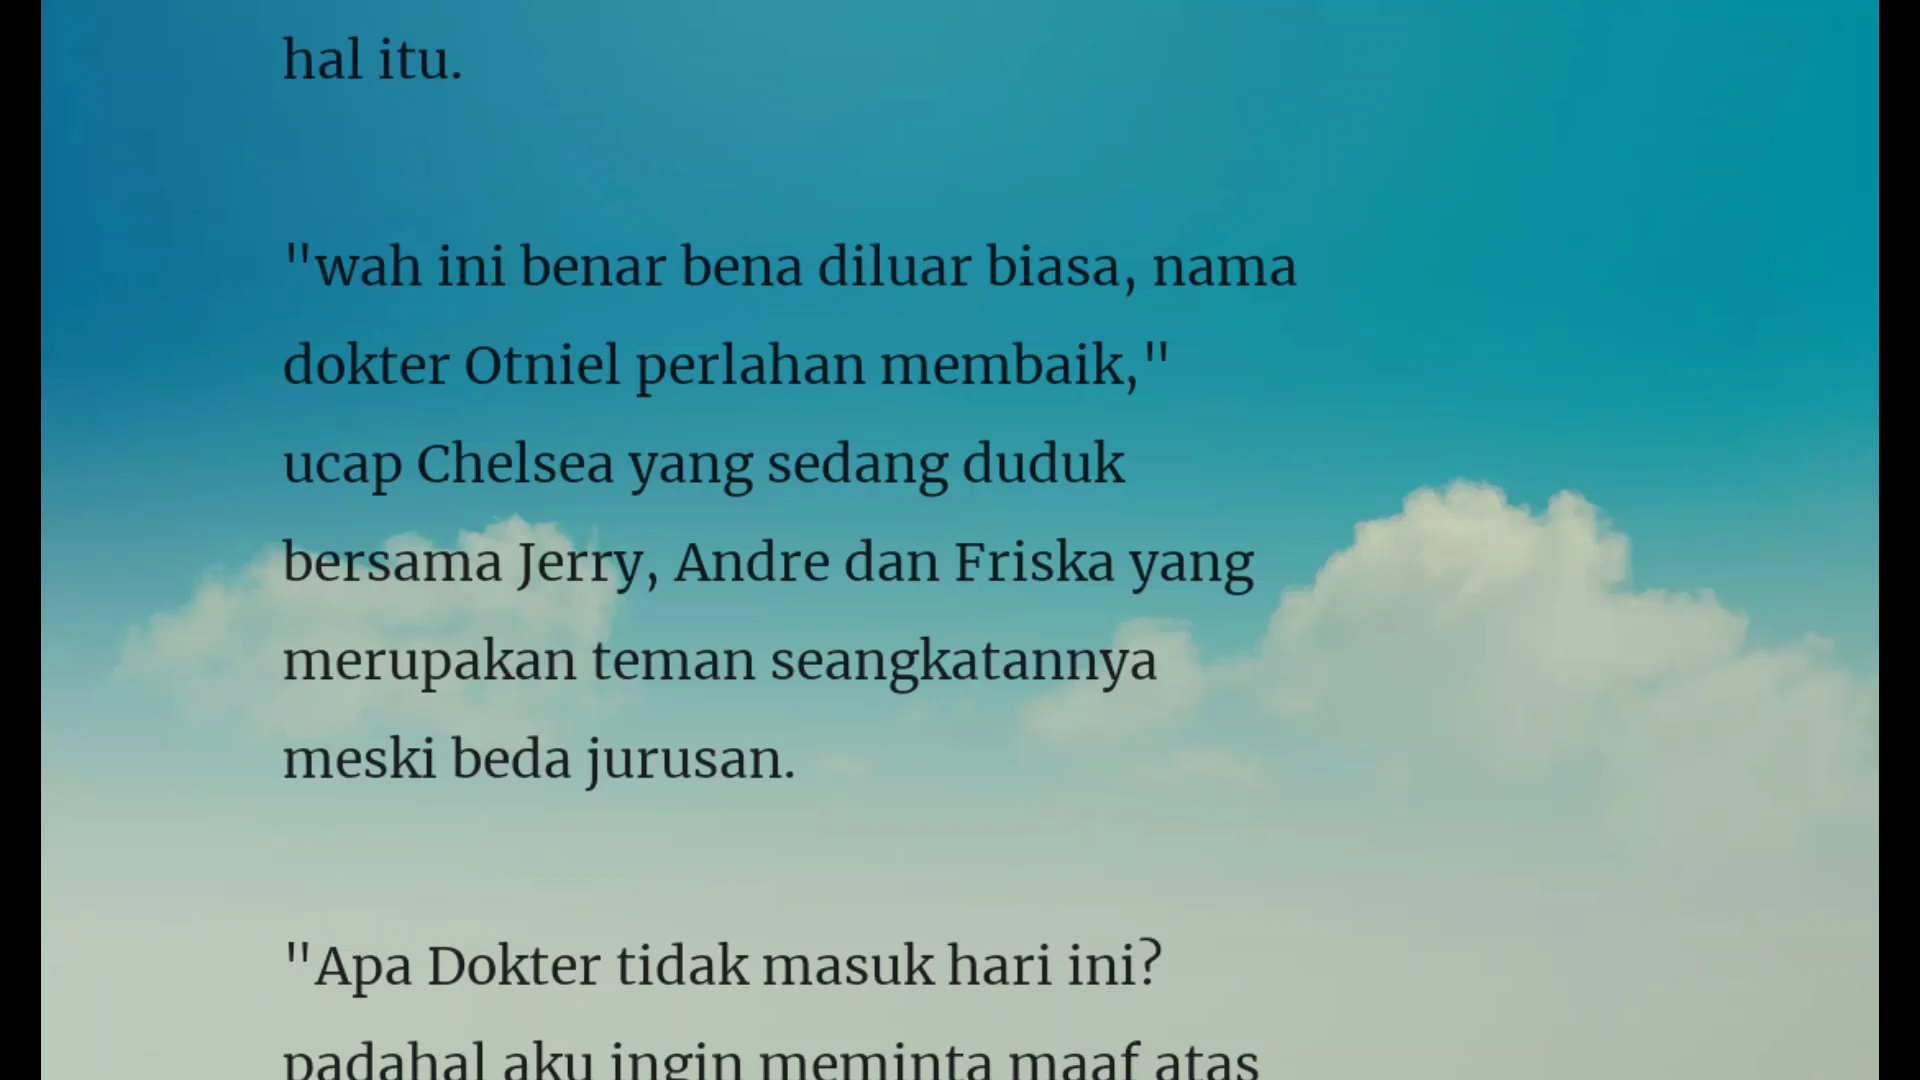 hal itu.
"wah ini benar bena diluar biasa, nama
dokter Otniel perlahan membaik,"
ucap Chelsea yang sedang duduk
bersama Jerry, Andre dan Friska yang
merupakan teman seangkatannya
meski beda jurusan.
"Apa Dokter tidak masuk hari ini?
padahal aku ingin meminta maaf atas